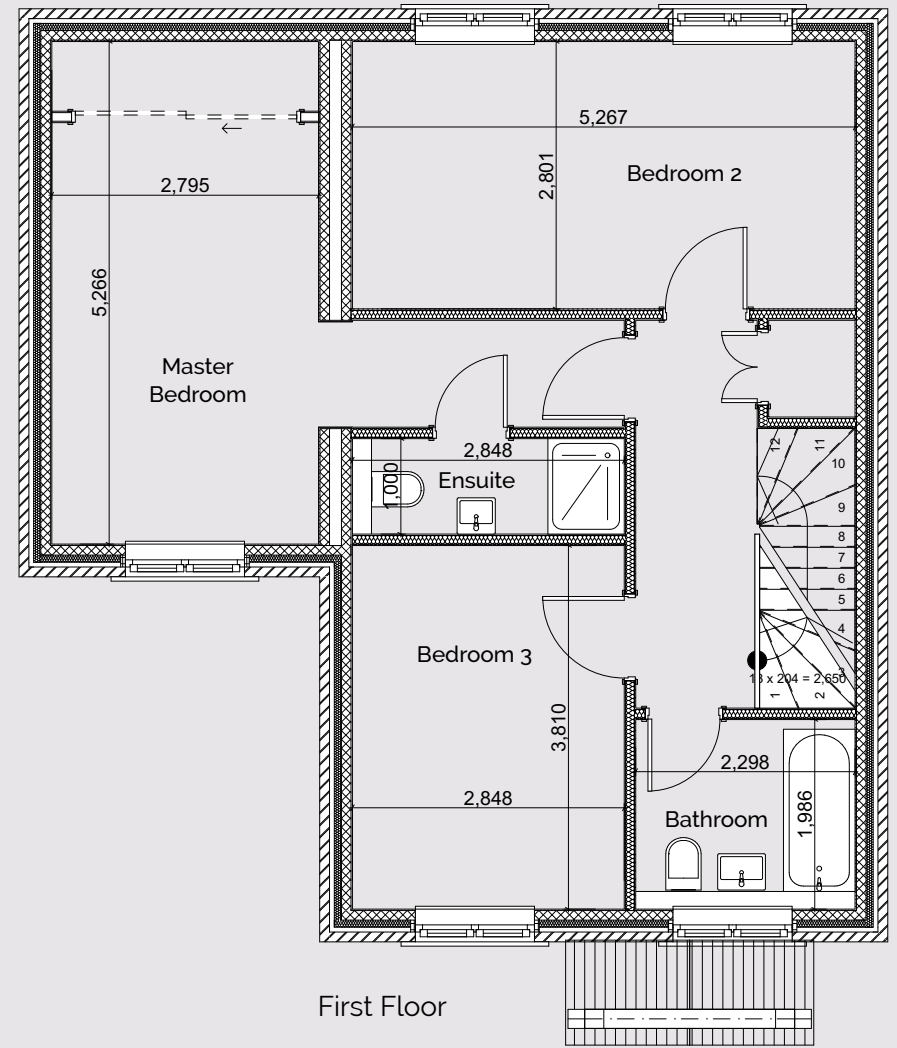 5,267
2,801
Bedroom 2
2,795
5,266
Master
Bedroom
2,848
1,000
Ensuite
12
11
10
9
8
7
6
5
4
3
13 x 204 = 2,650
1
2
Bedroom 3
3,810
2,848
2,298
1,986
Bathroom
First Floor